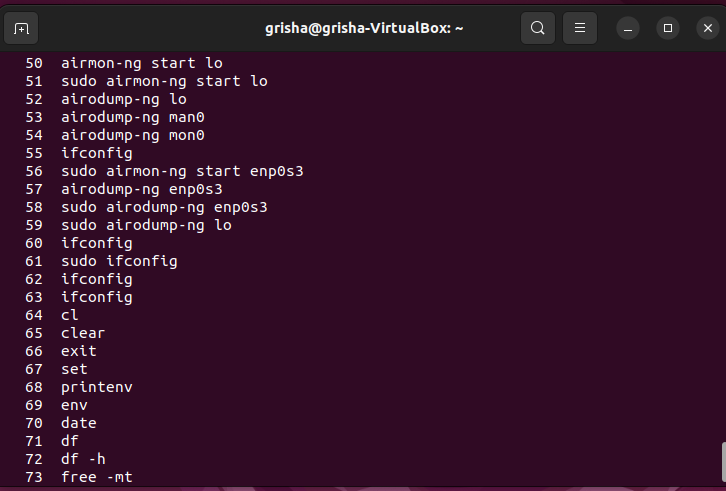 grisha@grisha-VirtualBox: ~
50 airmon-ng start lo
51 sudo airmon-ng start lo
52 airodump-ng lo
53 airodump-ng man0
54 airodump-ng mon0
55 ifconfig
56 sudo airmon-ng start enp0s3
57 airodump-ng enp0s3
58 sudo airodump-ng enp0s3
59 sudo airodump-ng lo
60 ifconfig
61 sudo ifconfig
62 ifconfig
63 ifconfig
64 cl
65 clear
66 exit
67 set
68 printenv
69 env
70 date
71 df
72 df -h
73 free -mt